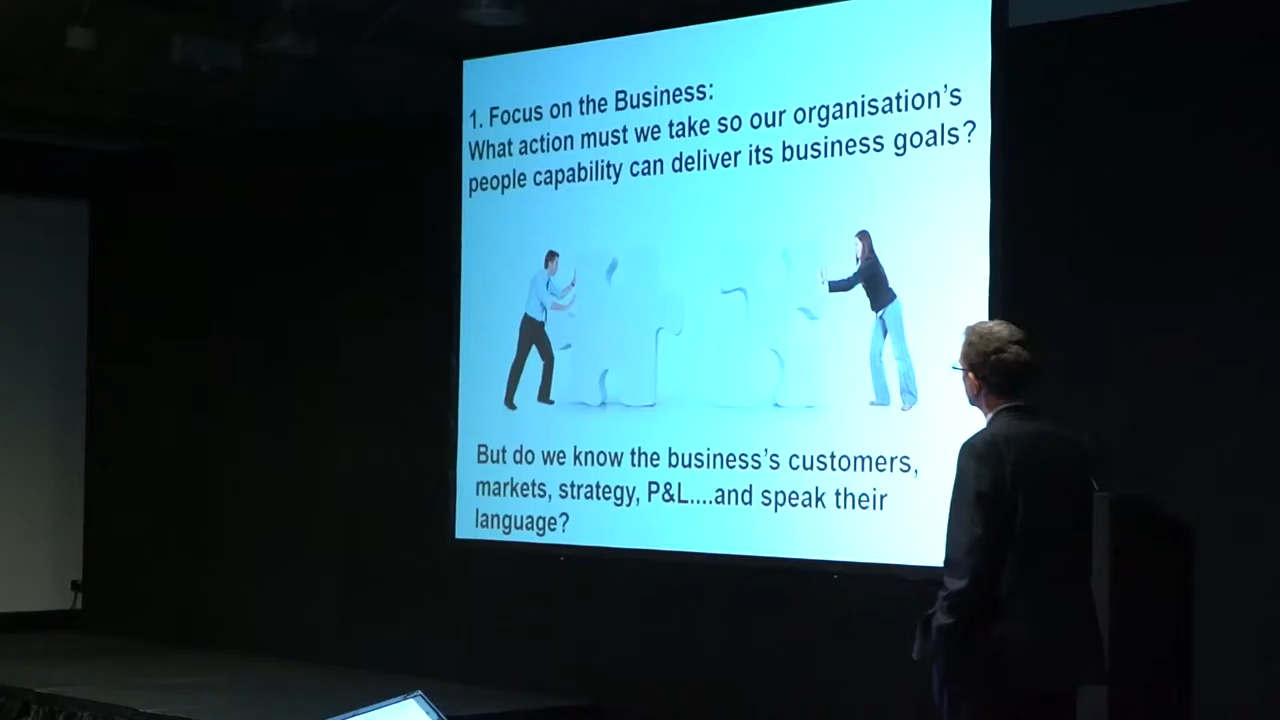 1. Focus on the Business:
What action must we take so our organisation's
people capability can deliver its business goals?
But do we know the business's customers,
markets, strategy, P&L....and speak their
language?